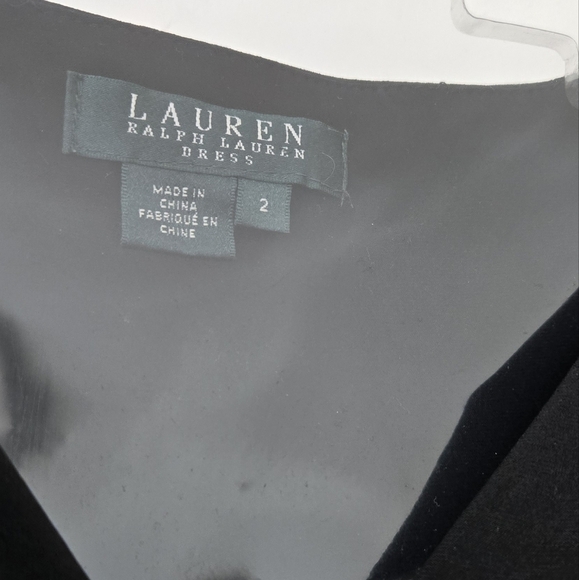 LAUREN
RALPH LAUREN
DRESS
MADE IN
CHINA
FABRIQUÉ EN
CHINE
2